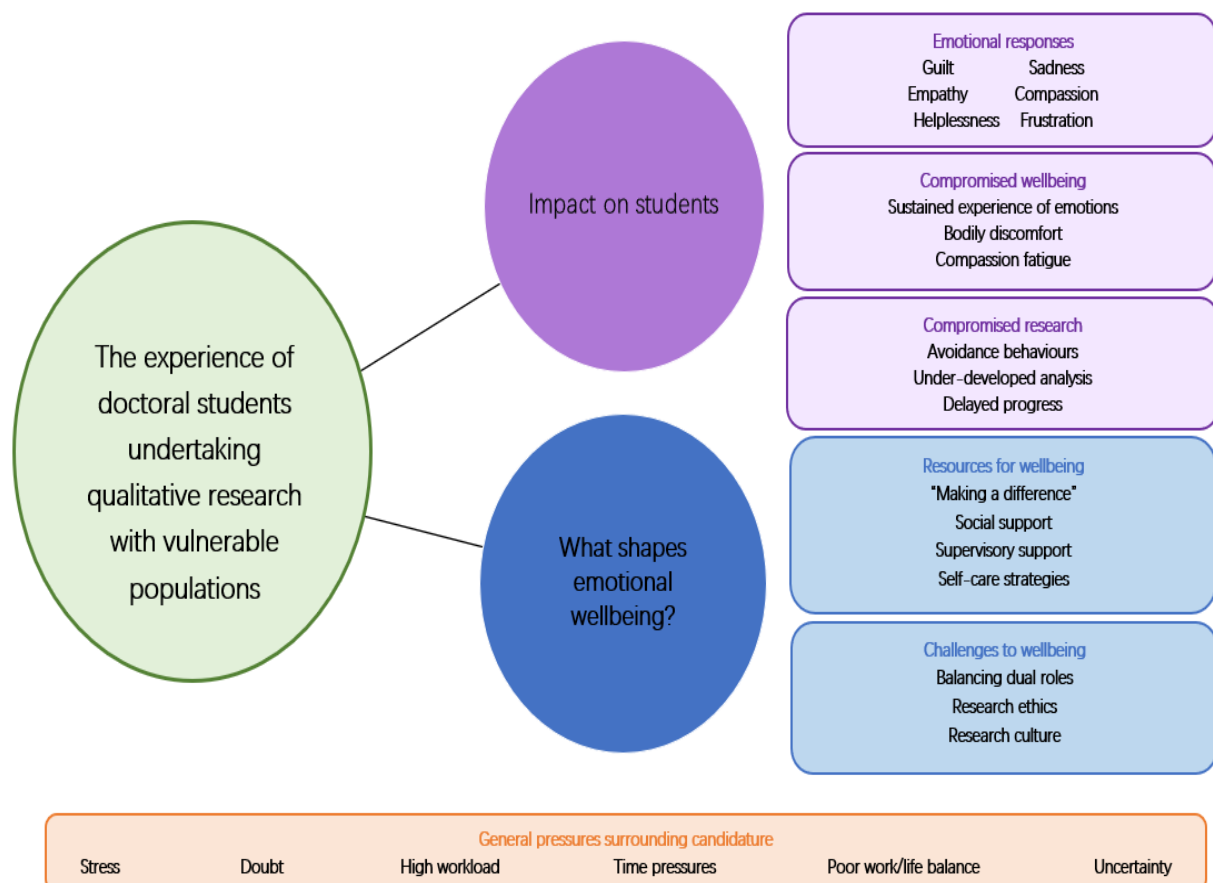 The experience of
doctoral students
undertaking
qualitative research
with vulnerable
populations
Impact on students
Emotional responses
Guilt Sadness
Empathy Compassion
Helplessness Frustration
Compromised wellbeing
Sustained experience of emotions
Bodily discomfort
Compassion fatigue
Compromised research
Avoidance behaviours
Under-developed analysis
Delayed progress
What shapes
emotional
wellbeing?
Resources for wellbeing
"Making a difference"
Social support
Supervisory support
Self-care strategies
Challenges to wellbeing
Balancing dual roles
Research ethics
Research culture
General pressures surrounding candidature
Stress Doubt High workload Time pressures Poor work/life balance Uncertainty